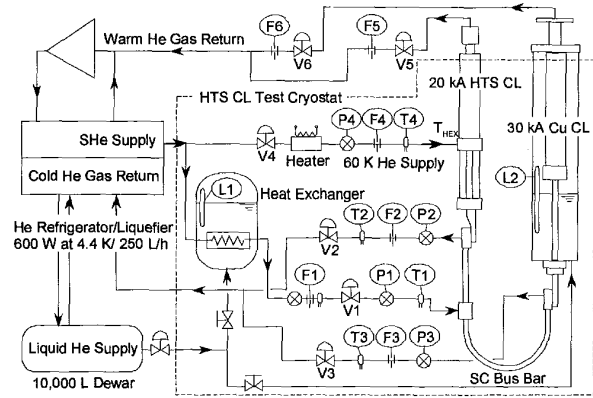 F6
F5
Warm He Gas Return
V6
V5
20 kA HTS CL
HTS CL Test Cryostat
30 kA Cu CL
P4
F4
T4
SHe Supply
THEX
V4
Heater
60 K He Supply
Cold He Gas Return
L1
Heat Exchanger
L2
T2
F2
P2
He Refrigerator/Liquefier
600 W at 4.4 K/ 250 L/h
V2
F1
P1
T1
V1
T3
F3
P3
Liquid He Supply
V3
10,000 L Dewar
SC Bus Bar